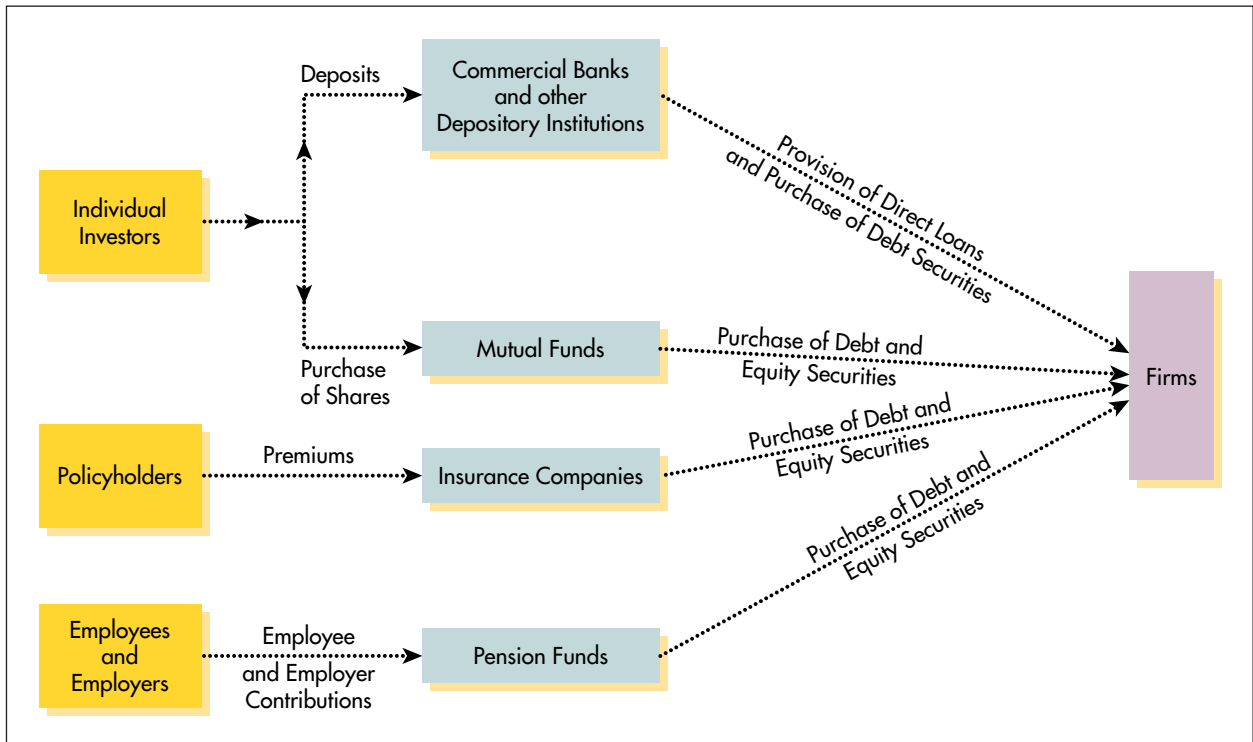 Deposits
Commercial Banks
and other
Depository Institutions
Provision of Direct Loans
and Purchase of Debt Securities
Individual
Investors
Purchase
of Shares
Mutual Funds
Purchase of Debt and
Equity Securities
Firms
Policyholders
Premiums
Insurance Companies
Purchase of Debt and
Equity Securities
Employees
and
Employers
Employee
and Employer
Contributions
Pension Funds
Purchase of Debt and
Equity Securities